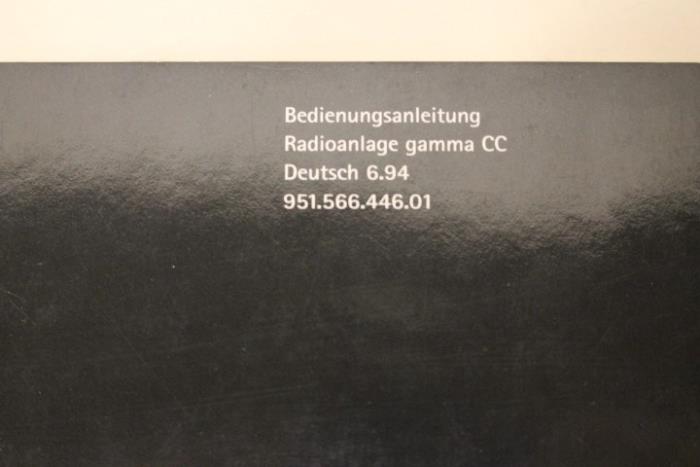 Bedienungsanleitung
Radioanlage gamma CC
Deutsch 6.94
951.566.446.01